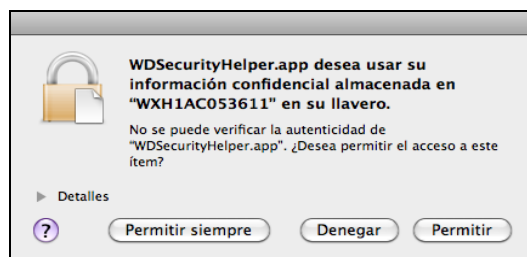 WDSecurityHelper.app desea usar su
información confidencial almacenada en
“WXH1AC053611” en su llavero.
No se puede verificar la autenticidad de
“WDSecurityHelper.app”. ¿Desea permitir el acceso a este
ítem?
Detalles
? Permitir siempre Denegar Permitir